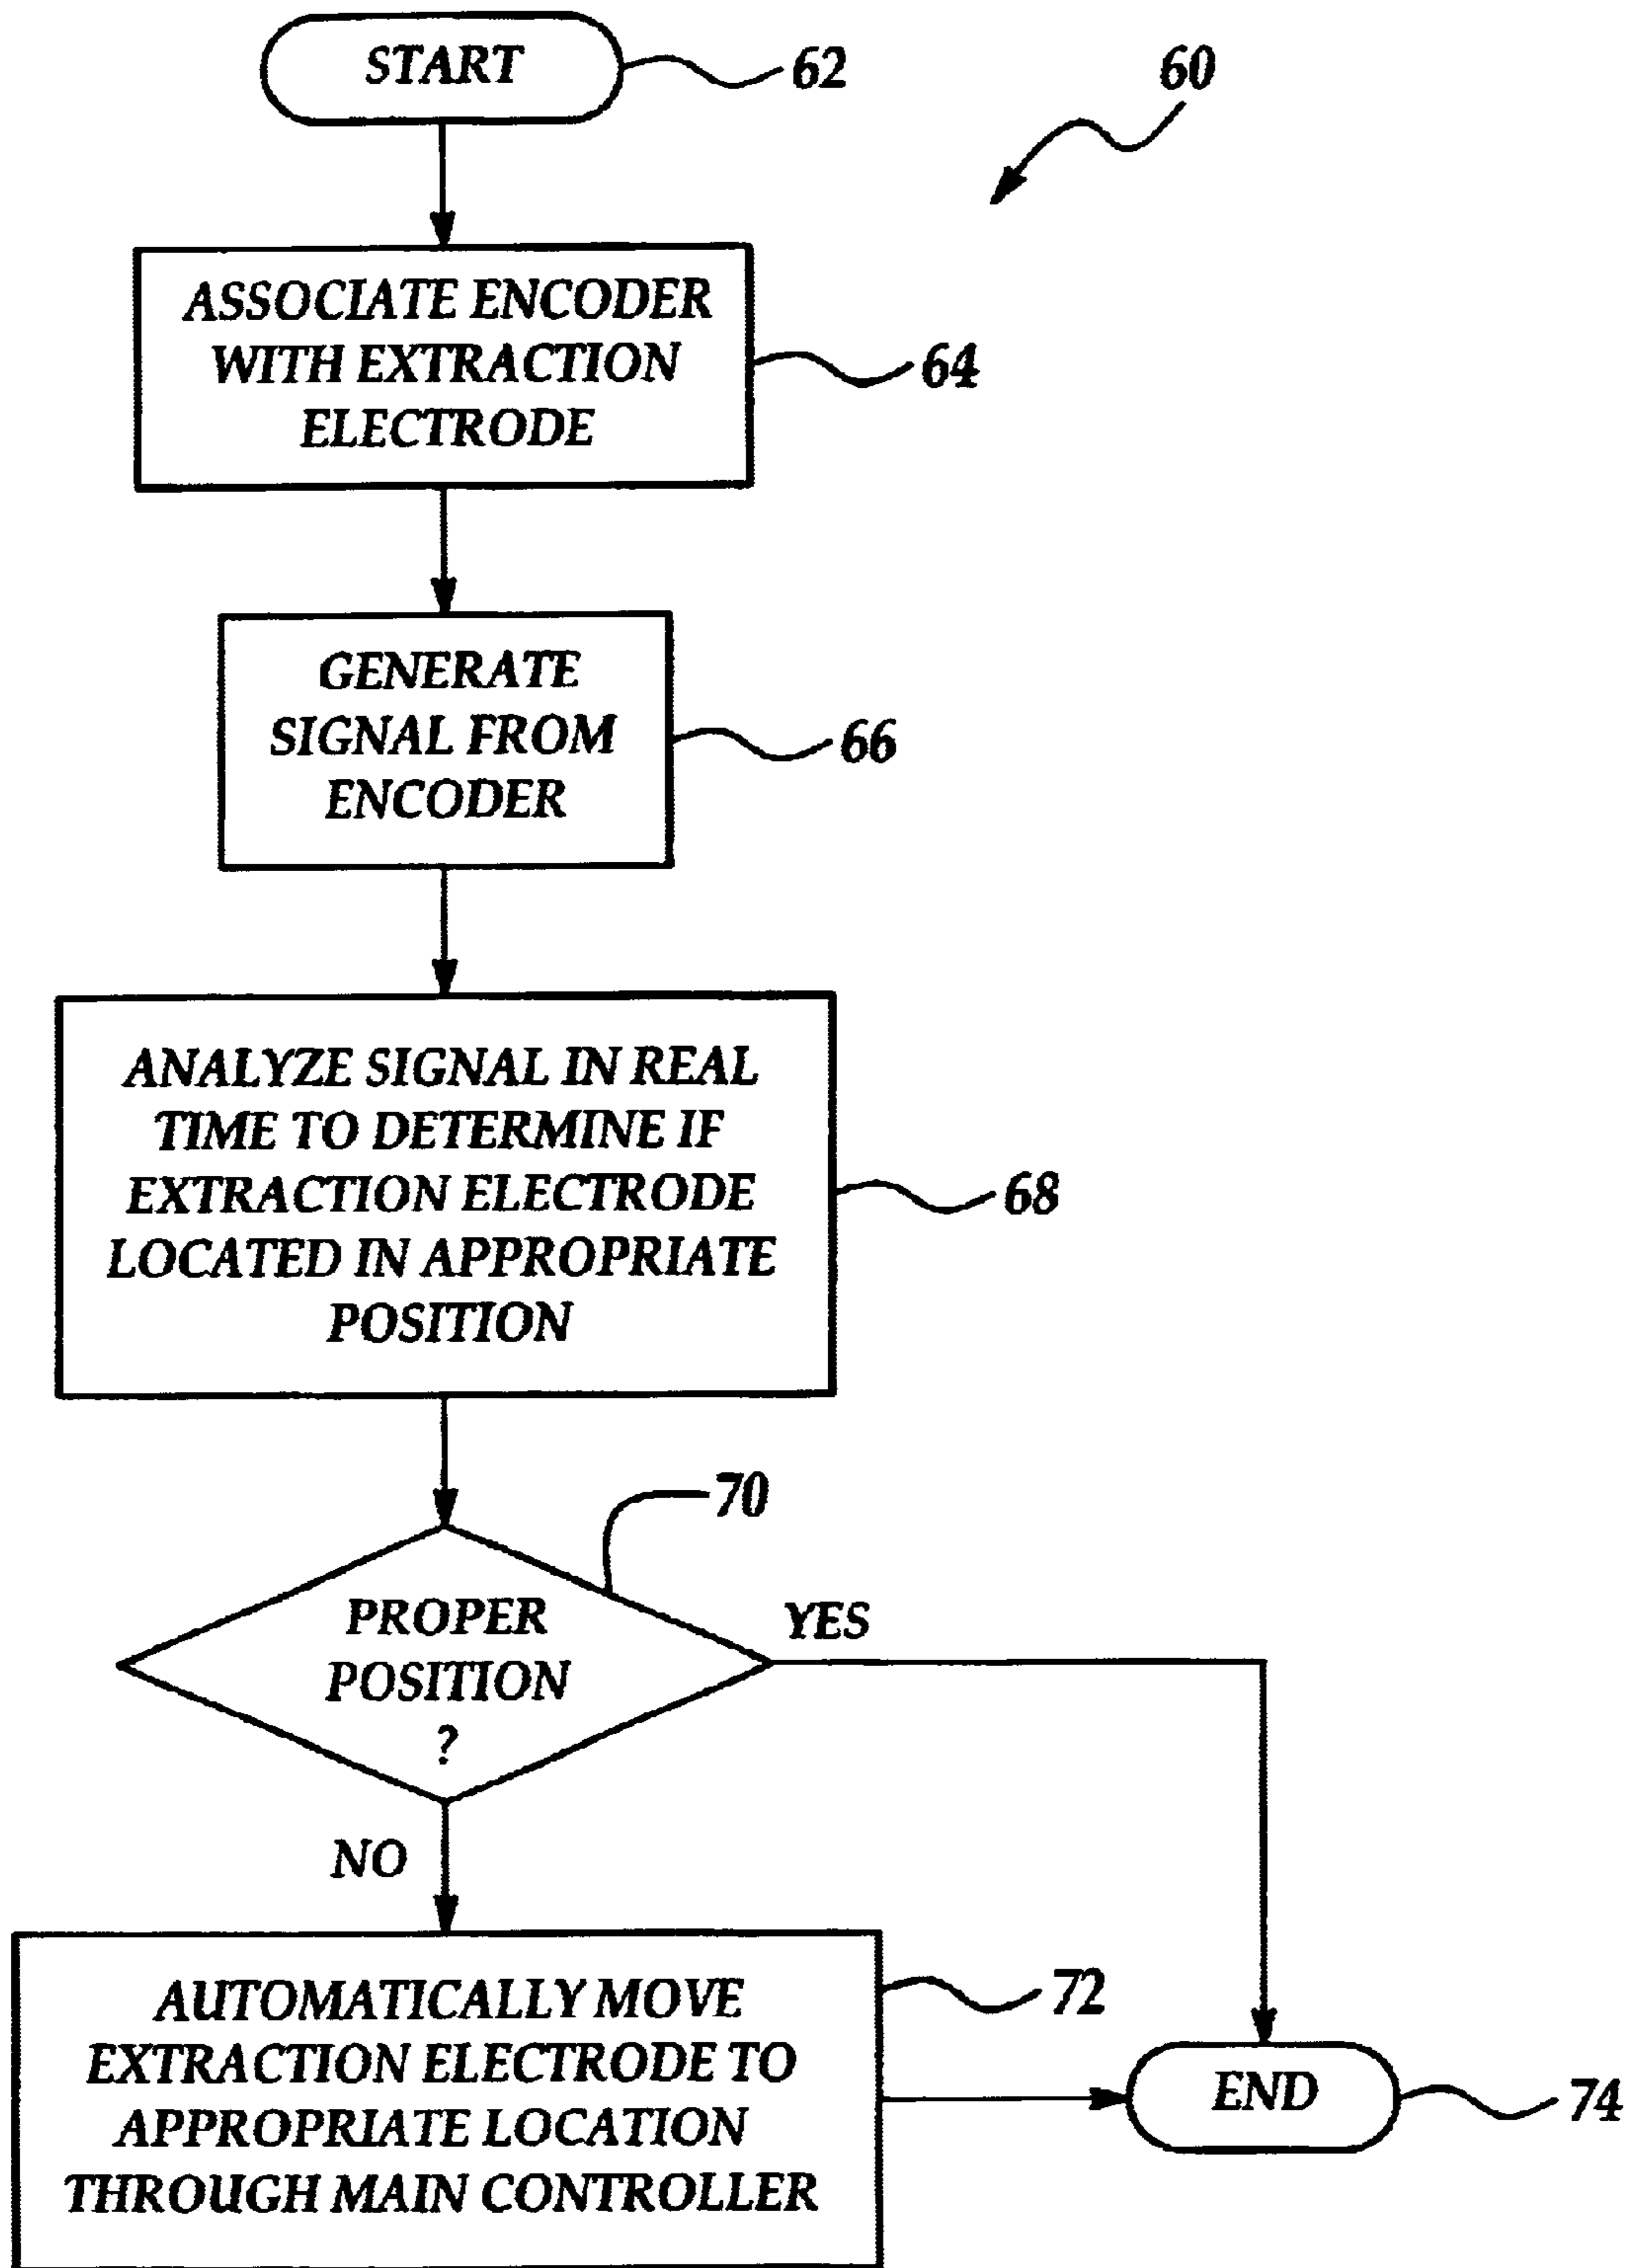 START
62
60
ASSOCIATE ENCODER
WITH EXTRACTION
ELECTRODE
64
GENERATE
SIGNAL FROM
ENCODER
66
ANALYZE SIGNAL IN REAL
TIME TO DETERMINE IF
EXTRACTION ELECTRODE
LOCATED IN APPROPRIATE
POSITION
68
70
PROPER
POSITION
?
YES
NO
AUTOMATICALLY MOVE
EXTRACTION ELECTRODE TO
APPROPRIATE LOCATION
THROUGH MAIN CONTROLLER
72
END
74